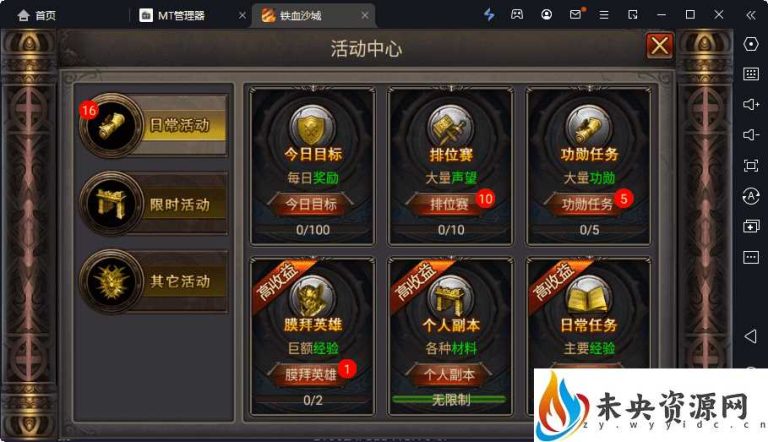 首页
MT管理器
铁血沙城
活动中心
16
日常活动
限时活动
其它活动
今日目标
每日奖励
今日目标
0/100
排位赛
大量声望
排位赛
10
0/10
功勋任务
大量功勋
功勋任务
5
0/5
高收益
膜拜英雄
巨额经验
膜拜英雄
1
0/2
高收益
个人副本
各种材料
个人副本
无限制
高收益
日常任务
主要经验
未央资源网
zy.wyyidc.cn